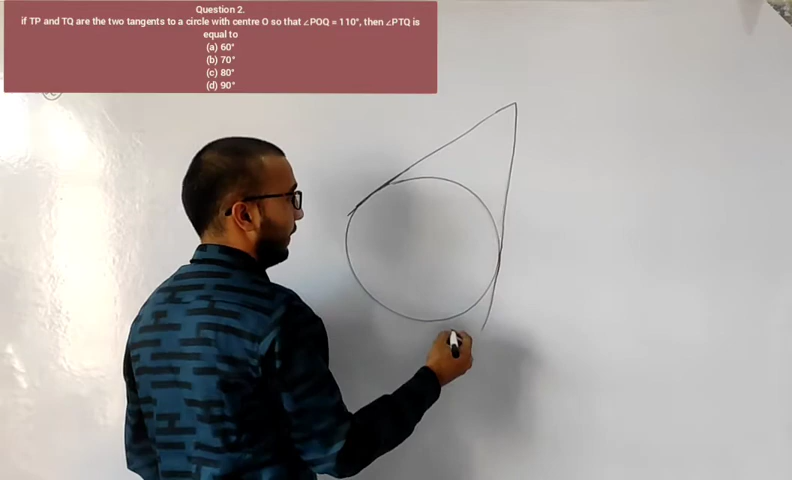 Question 2.
if TP and TQ are the two tangents to a circle with centre O so that ∠POQ = 110°, then ∠PTQ is
equal to
(a) 60°
(b) 70°
(c) 80°
(d) 90°